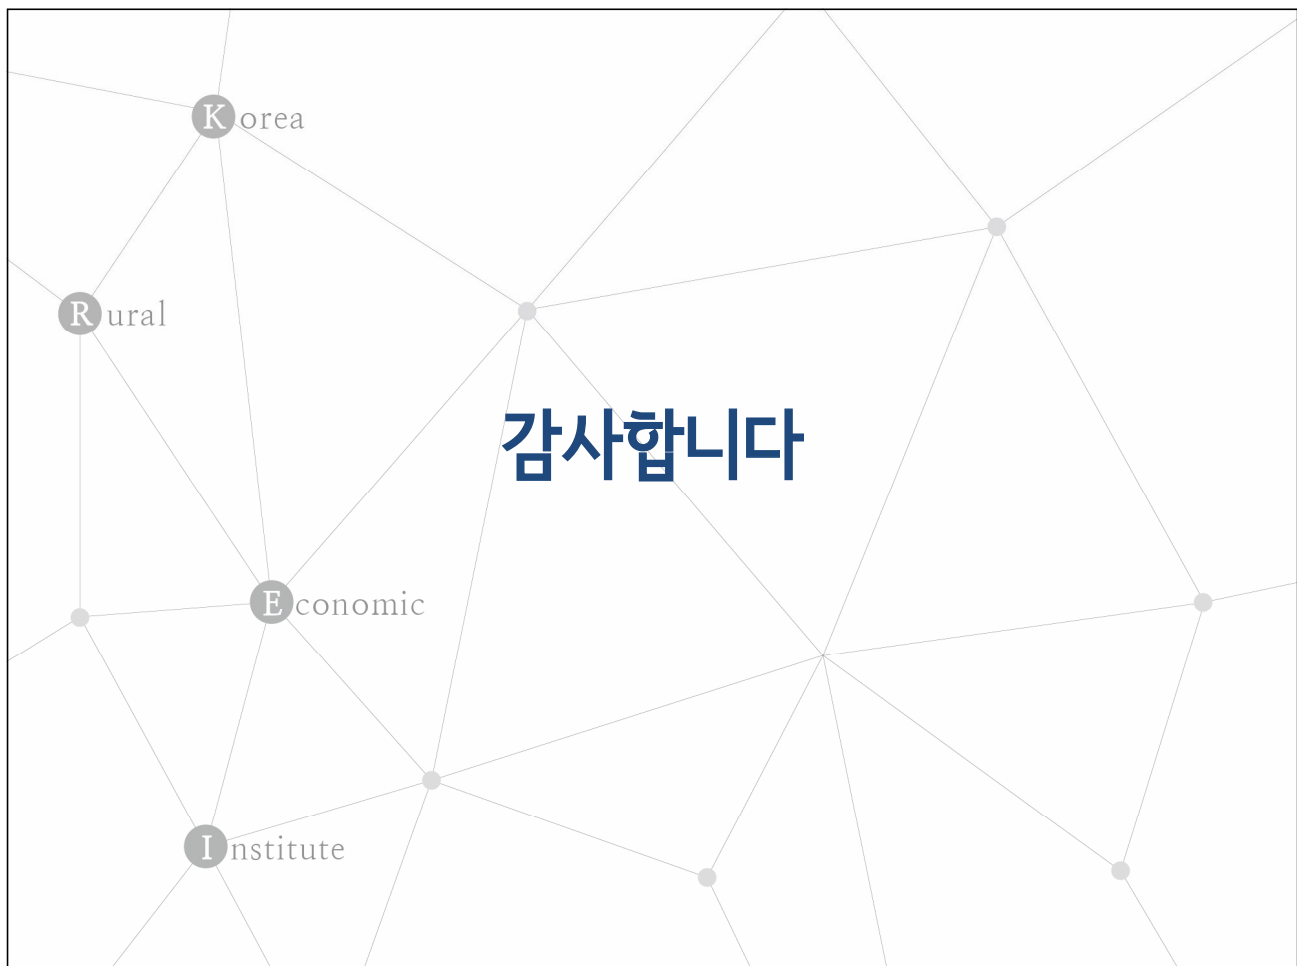 Korea
Rural
감사합니다
Economic
Institute